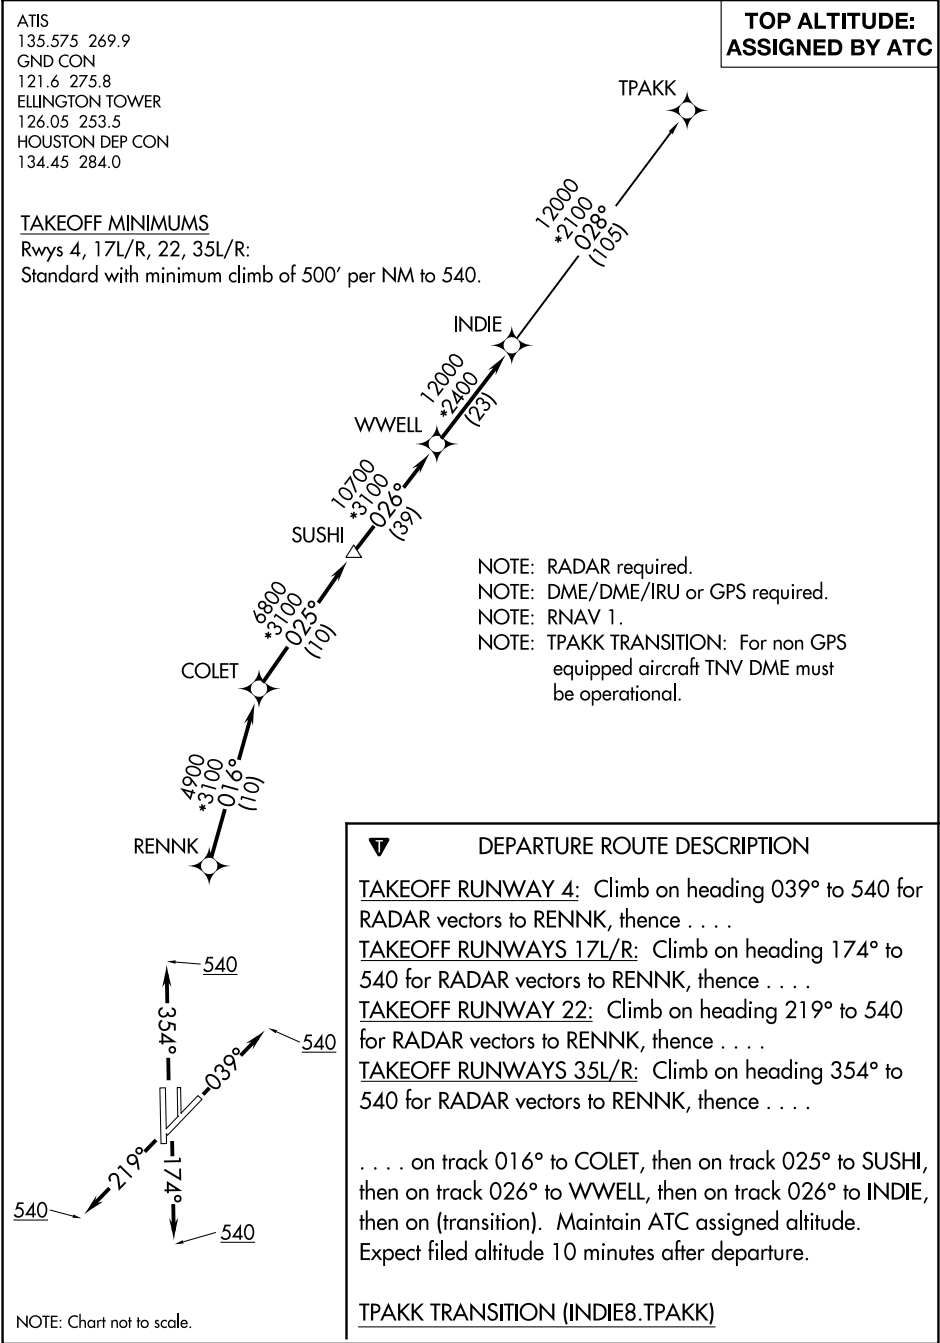 ATIS
135.575 269.9
GND CON
121.6 275.8
ELLINGTON TOWER
126.05 253.5
HOUSTON DEP CON
134.45 284.0
TOP ALTITUDE:
ASSIGNED BY ATC
TAKEOFF MINIMUMS
Rwys 4, 17L/R, 22, 35L/R:
Standard with minimum climb of 500' per NM to 540.
TPAKK
12000
*2100
028°
(105)
INDIE
12000
*2400
(23)
WWELL
10700
*3100
026°
(39)
SUSHI
6800
*3100
025°
(10)
COLET
4900
*3100
016°
(10)
RENNK
NOTE: RADAR required.
NOTE: DME/DME/IRU or GPS required.
NOTE: RNAV 1.
NOTE: TPAKK TRANSITION: For non GPS
equipped aircraft TNV DME must
be operational.
540
354°
039°
540
219°
174°
540
540
NOTE: Chart not to scale.
T
DEPARTURE ROUTE DESCRIPTION
TAKEOFF RUNWAY 4: Climb on heading 039° to 540 for
RADAR vectors to RENNK, thence . . . .
TAKEOFF RUNWAYS 17L/R: Climb on heading 174° to
540 for RADAR vectors to RENNK, thence . . . .
TAKEOFF RUNWAY 22: Climb on heading 219° to 540
for RADAR vectors to RENNK, thence . . . .
TAKEOFF RUNWAYS 35L/R: Climb on heading 354° to
540 for RADAR vectors to RENNK, thence . . . .
. . . . on track 016° to COLET, then on track 025° to SUSHI,
then on track 026° to WWELL, then on track 026° to INDIE,
then on (transition). Maintain ATC assigned altitude.
Expect filed altitude 10 minutes after departure.
TPAKK TRANSITION (INDIE8.TPAKK)